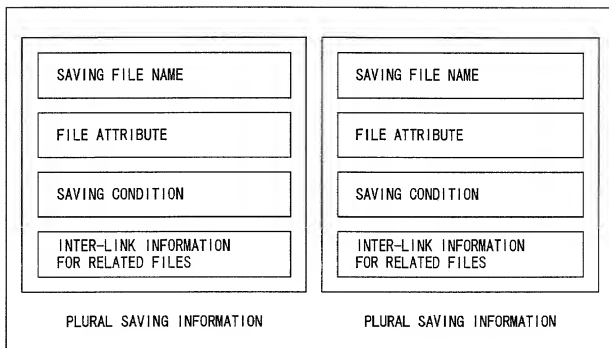 SAVING FILE NAME
FILE ATTRIBUTE
SAVING CONDITION
INTER-LINK INFORMATION
FOR RELATED FILES
PLURAL SAVING INFORMATION
SAVING FILE NAME
FILE ATTRIBUTE
SAVING CONDITION
INTER-LINK INFORMATION
FOR RELATED FILES
PLURAL SAVING INFORMATION